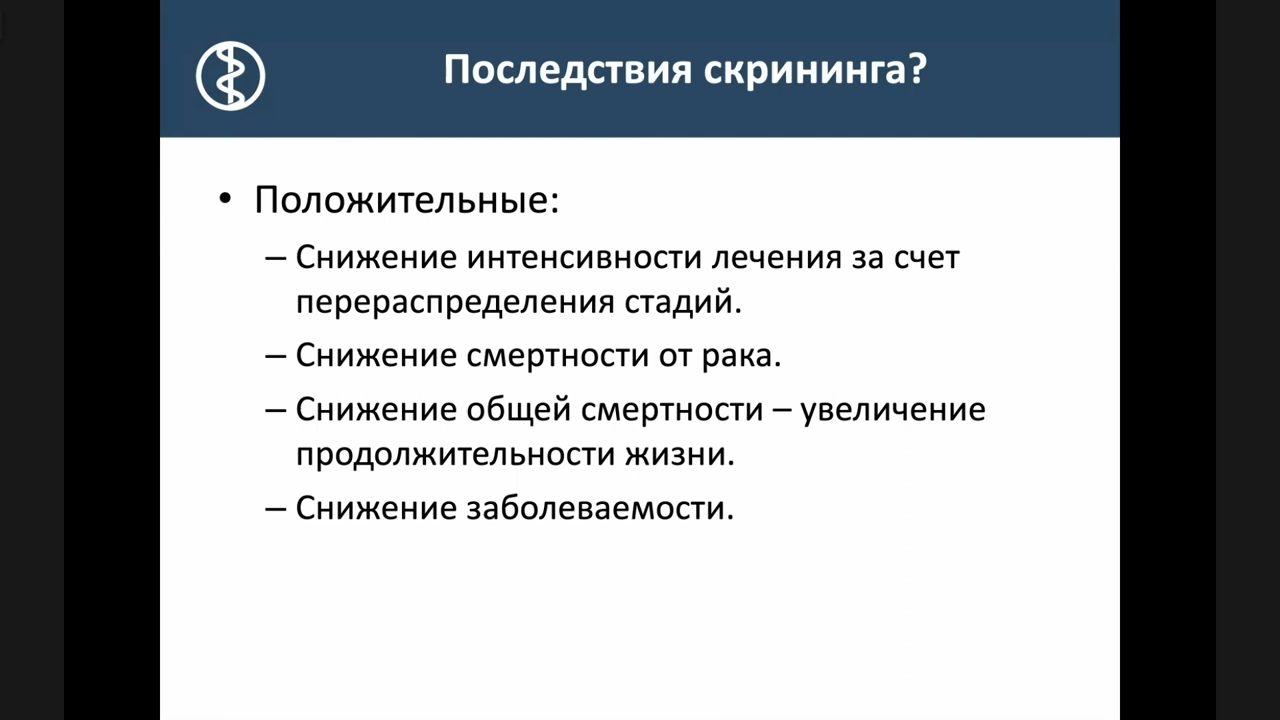 Последствия скрининга?
• Положительные:
– Снижение интенсивности лечения за счет
перераспределения стадий.
– Снижение смертности от рака.
– Снижение общей смертности – увеличение
продолжительности жизни.
– Снижение заболеваемости.